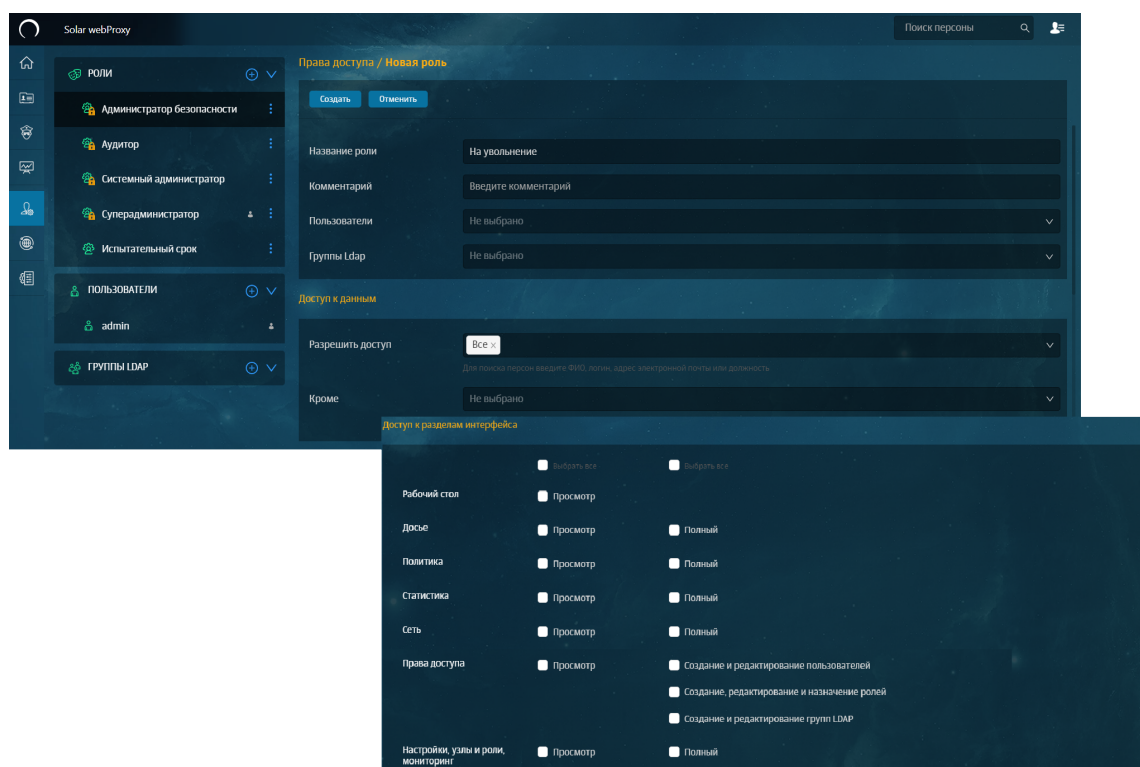 Solar webProxy
Поиск персоны
РОЛИ
Администратор безопасности
Аудитор
Системный администратор
Суперадминистратор
Испытательный срок
ПОЛЬЗОВАТЕЛИ
admin
ГРУППЫ LDAP
Права доступа / Новая роль
Создать Отменить
Название роли На увольнение
Комментарий Введите комментарий
Пользователи Не выбрано
Группы Ldap Не выбрано
Доступ к данным
Разрешить доступ Все ×
Для поиска персон введите ФИО, логин, адрес электронной почты или должность
Кроме Не выбрано
Доступ к разделам интерфейса
Выбрать все Выбрать все
Рабочий стол Просмотр
Досье Просмотр Полный
Политика Просмотр Полный
Статистика Просмотр Полный
Сеть Просмотр Полный
Права доступа Просмотр Создание и редактирование пользователей
Создание, редактирование и назначение ролей
Создание и редактирование групп LDAP
Настройки, узлы и роли, Просмотр Полный
мониторинг